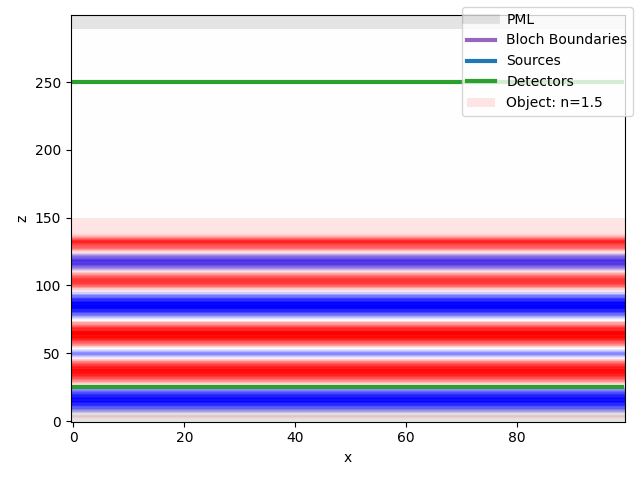 PML
Bloch Boundaries
Sources
Detectors
Object: n=1.5
z
250
200
150
100
50
0
0 20 40 60 80
x